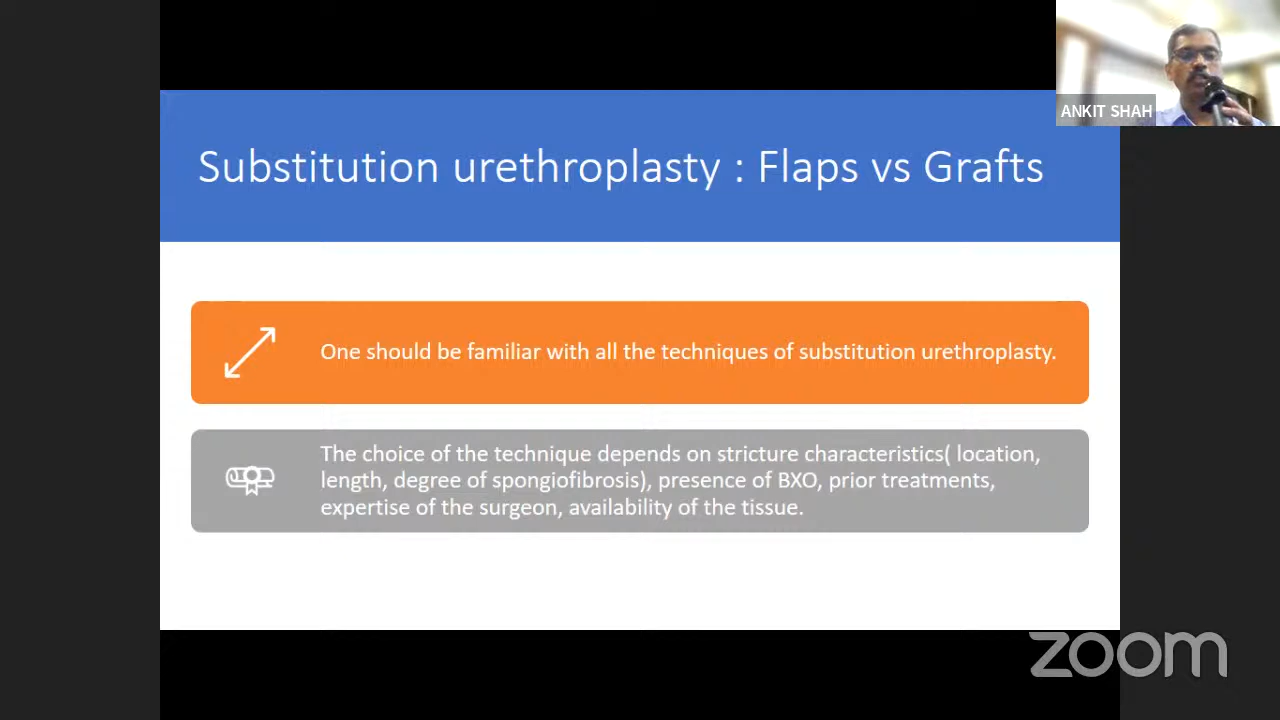 ANKIT SHAH
Substitution urethroplasty : Flaps vs Grafts
One should be familiar with all the techniques of substitution urethroplasty.
The choice of the technique depends on stricture characteristics( location,
length, degree of spongiofibrosis), presence of BXO, prior treatments,
expertise of the surgeon, availability of the tissue.
zoom